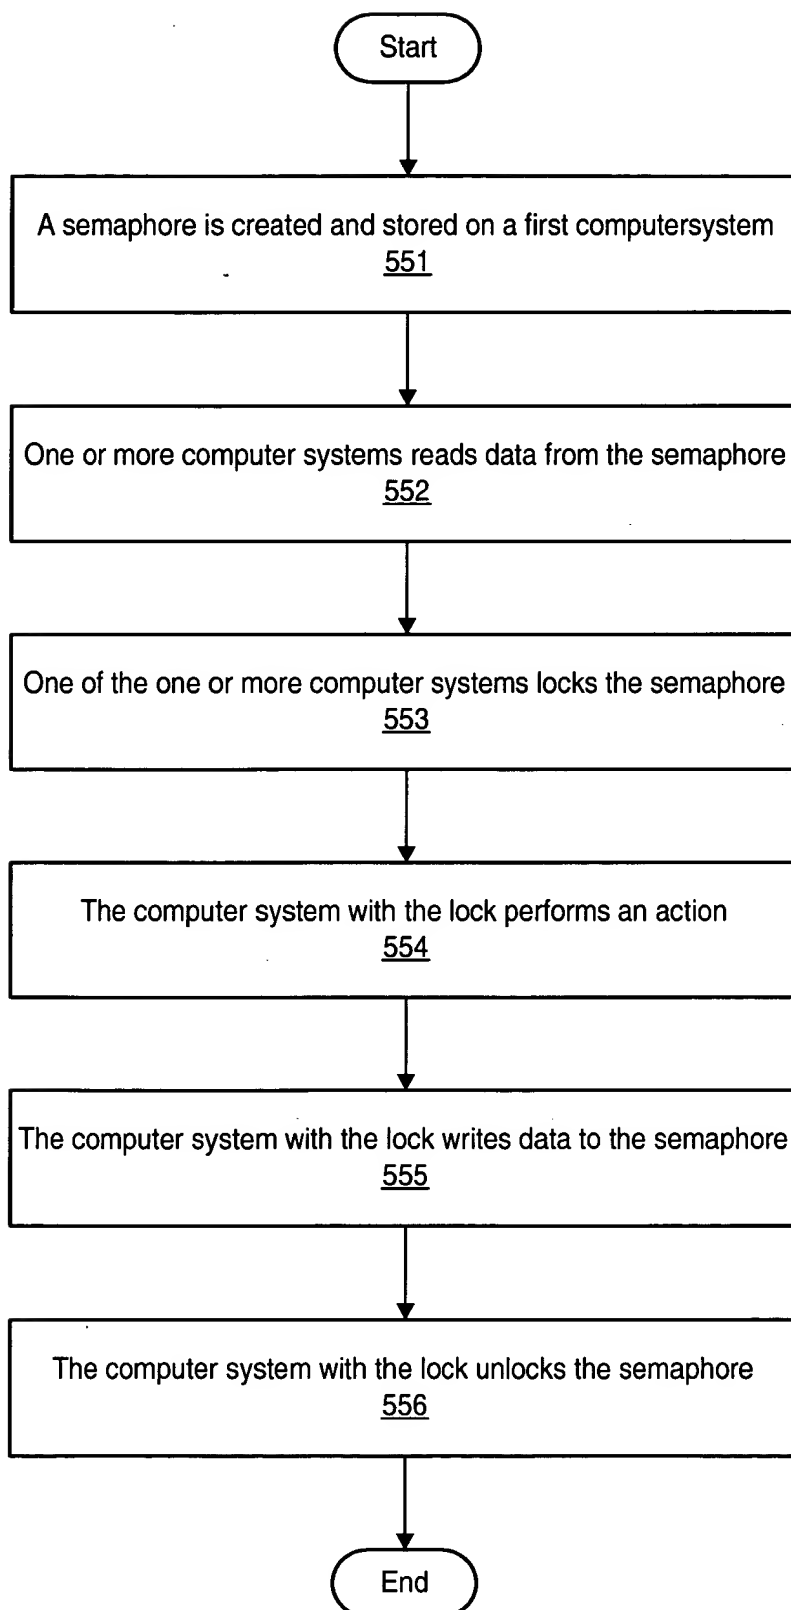 Start
A semaphore is created and stored on a first computersystem
551
One or more computer systems reads data from the semaphore
552
One of the one or more computer systems locks the semaphore
553
The computer system with the lock performs an action
554
The computer system with the lock writes data to the semaphore
555
The computer system with the lock unlocks the semaphore
556
End